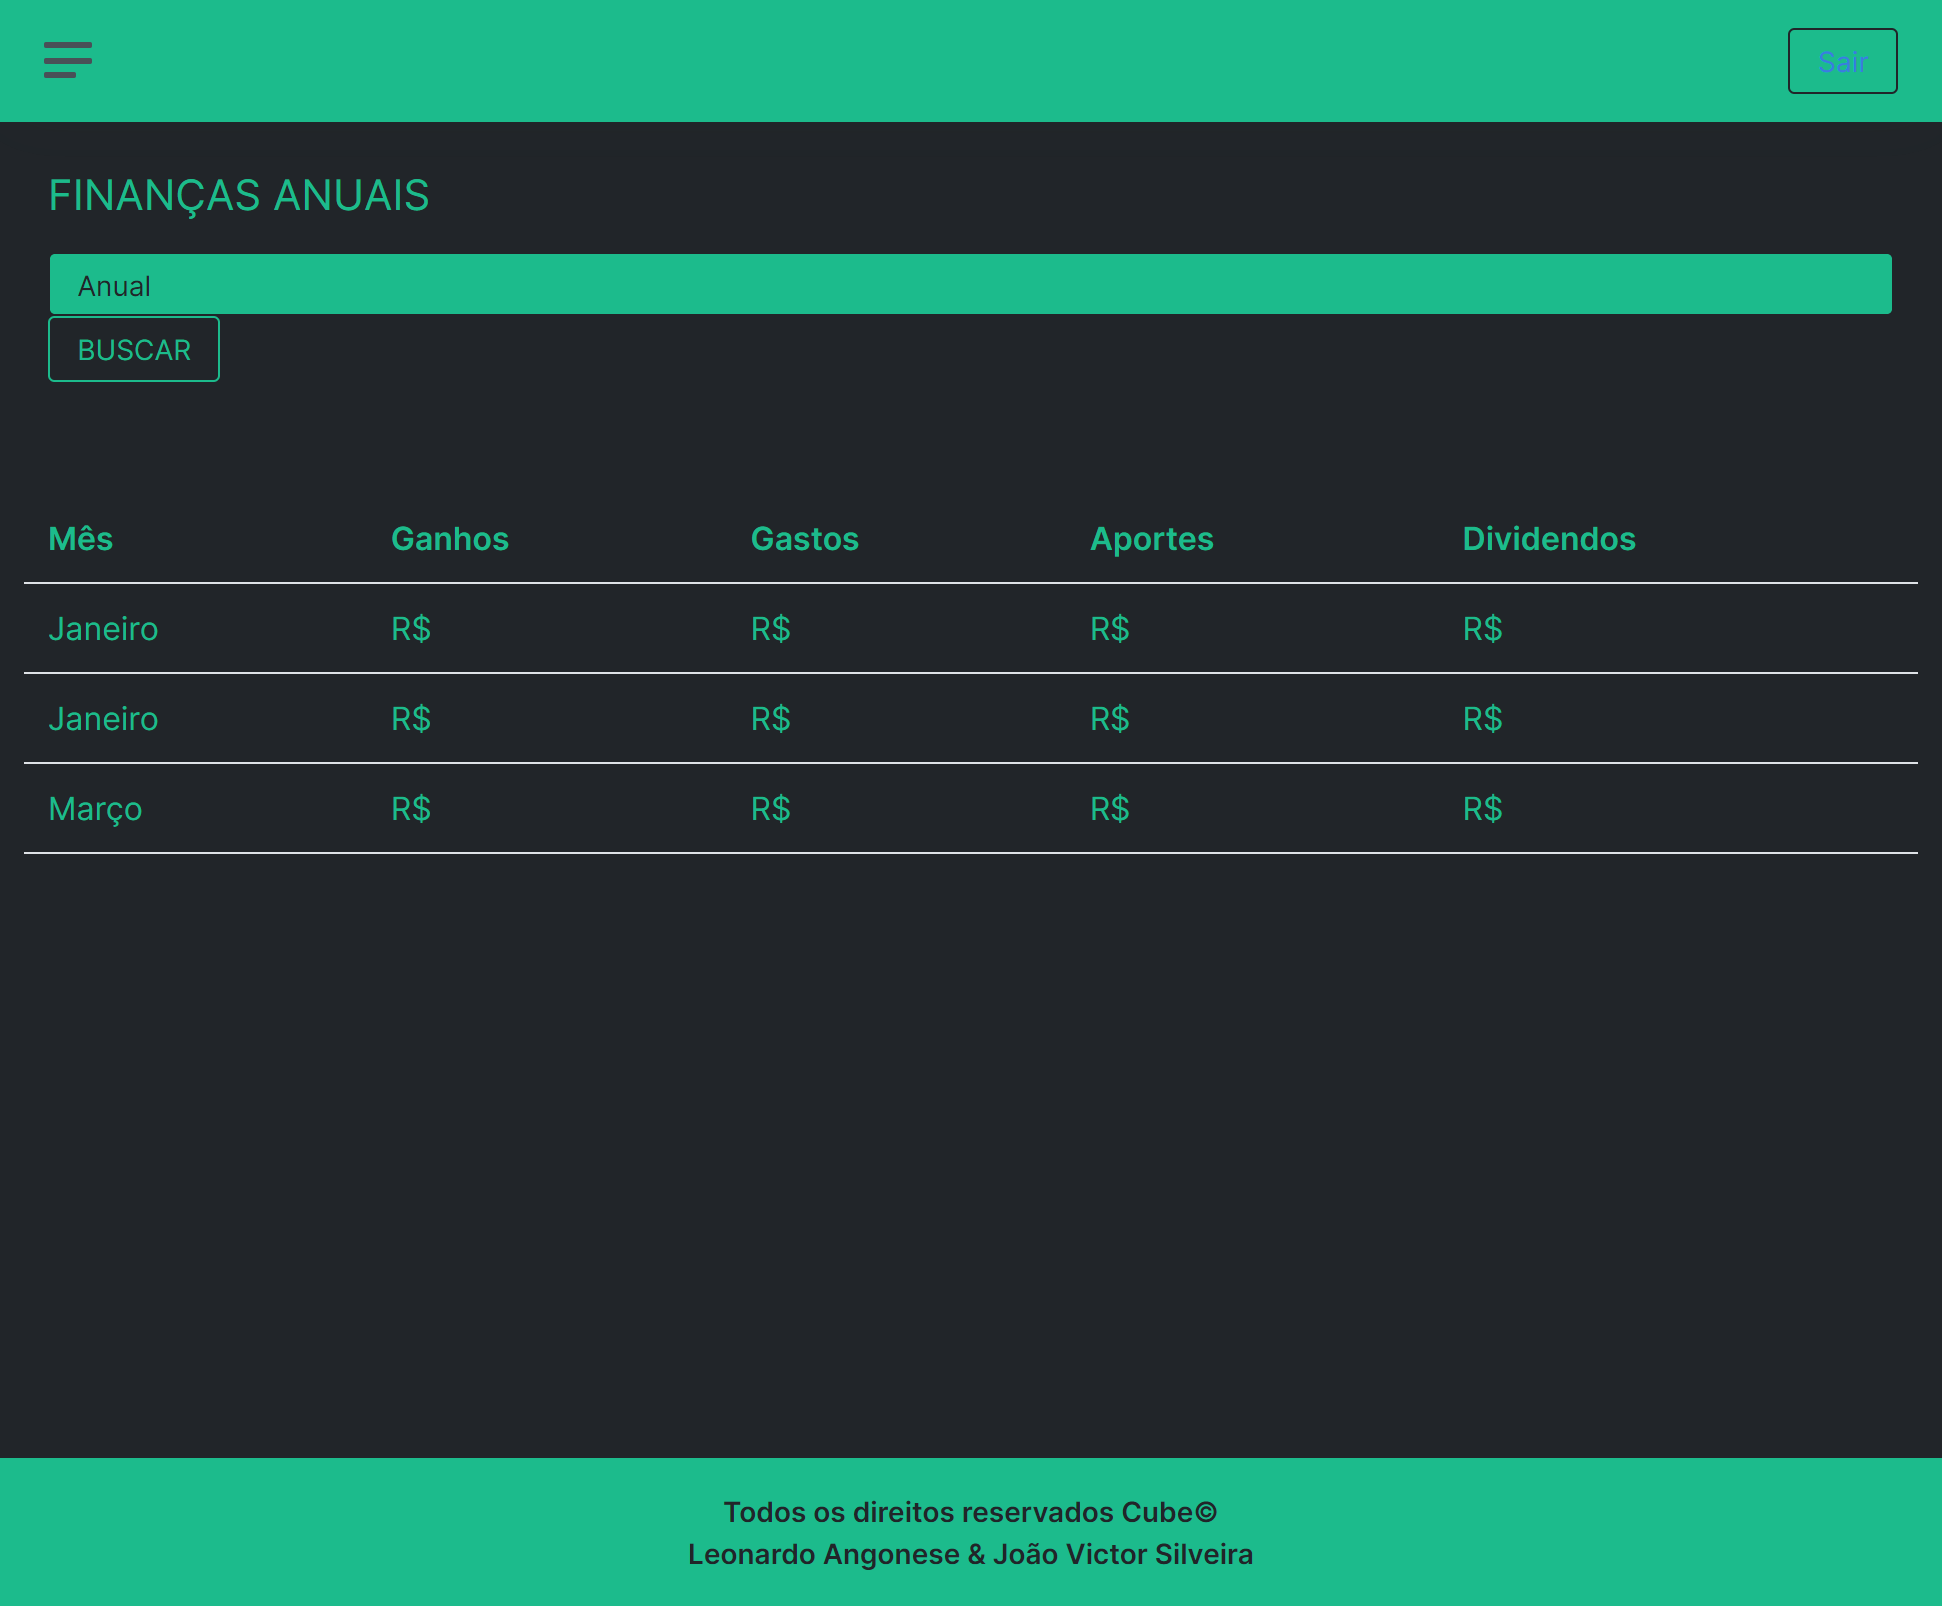 Sair
FINANÇAS ANUAIS
Anual
BUSCAR
Mês Ganhos Gastos Aportes Dividendos
Janeiro R$ R$ R$ R$
Janeiro R$ R$ R$ R$
Março R$ R$ R$ R$
Todos os direitos reservados Cube©
Leonardo Angonese & João Victor Silveira